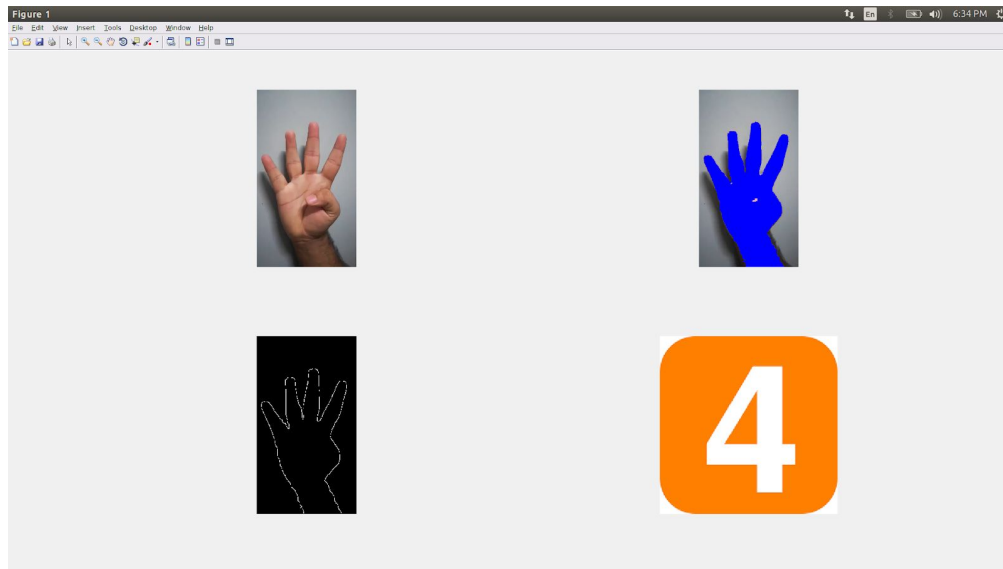 Figure 1
En
6:34 PM
File Edit View Insert Tools Desktop Window Help
4